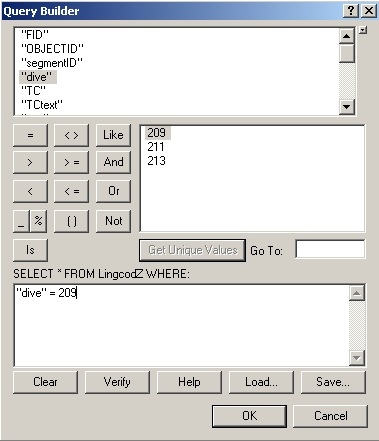 Query Builder
"FID"
"OBJECTID"
"segmentID"
"dive"
"TC"
"TCtext"
= < > Like
> > = And
< < = Or
_ % ( ) Not
Is
209
211
213
Get Unique Values Go To:
SELECT * FROM LingcodZ WHERE:
"dive" = 209
Clear Verify Help Load... Save...
OK Cancel